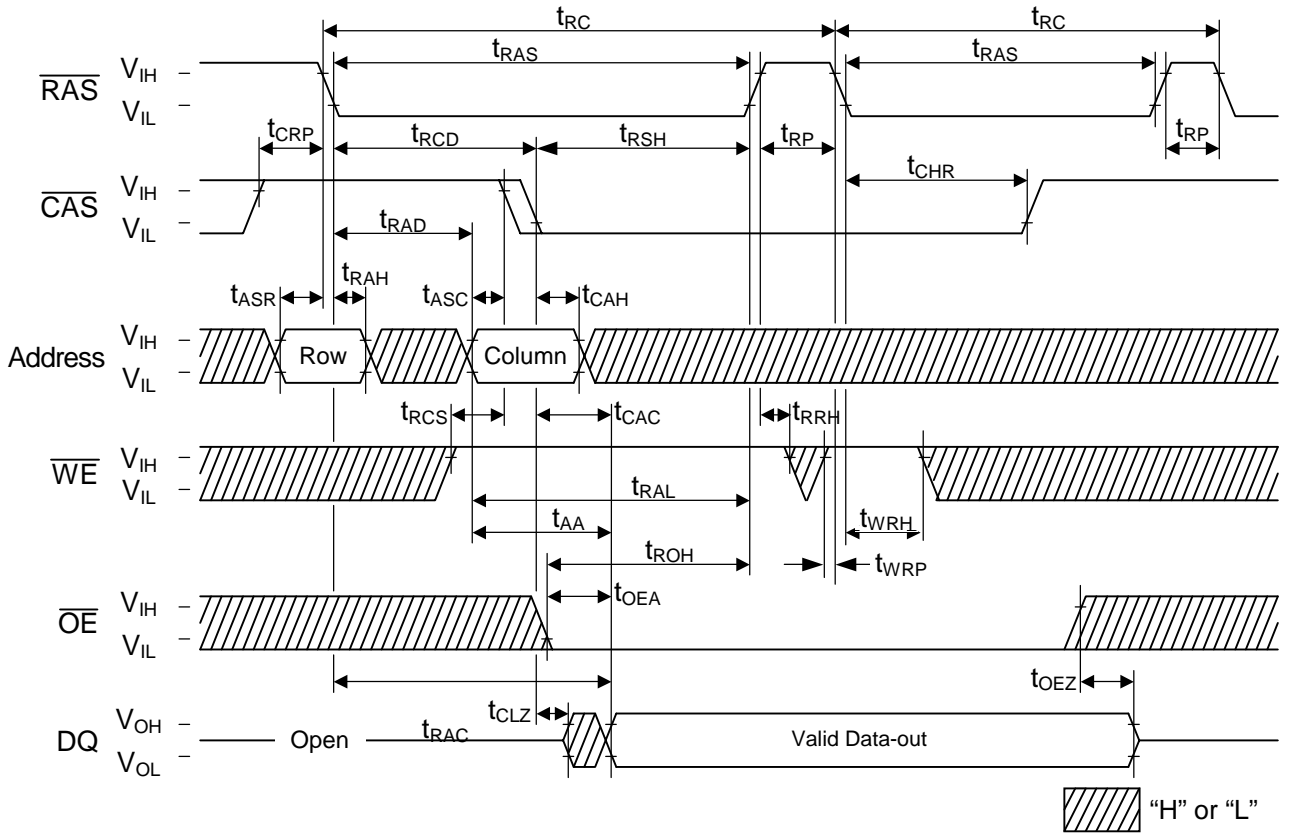 tRC tRC
tRAS tRAS
RAS VIH
VIL
tCRP tRCD tRSH tRP tRP
CAS VIH
VIL
tCHR
tRAD
tRAH
tASR tASC tCAH
Address VIH
VIL
Row Column
tRCS tCAC tRRH
WE VIH
VIL
tRAL
tAA tWRH
tROH tWRP
tOEA
OE VIH
VIL
tOEZ
tCLZ
DQ VOH
VOL
Open tRAC Valid Data-out
“H” or “L”